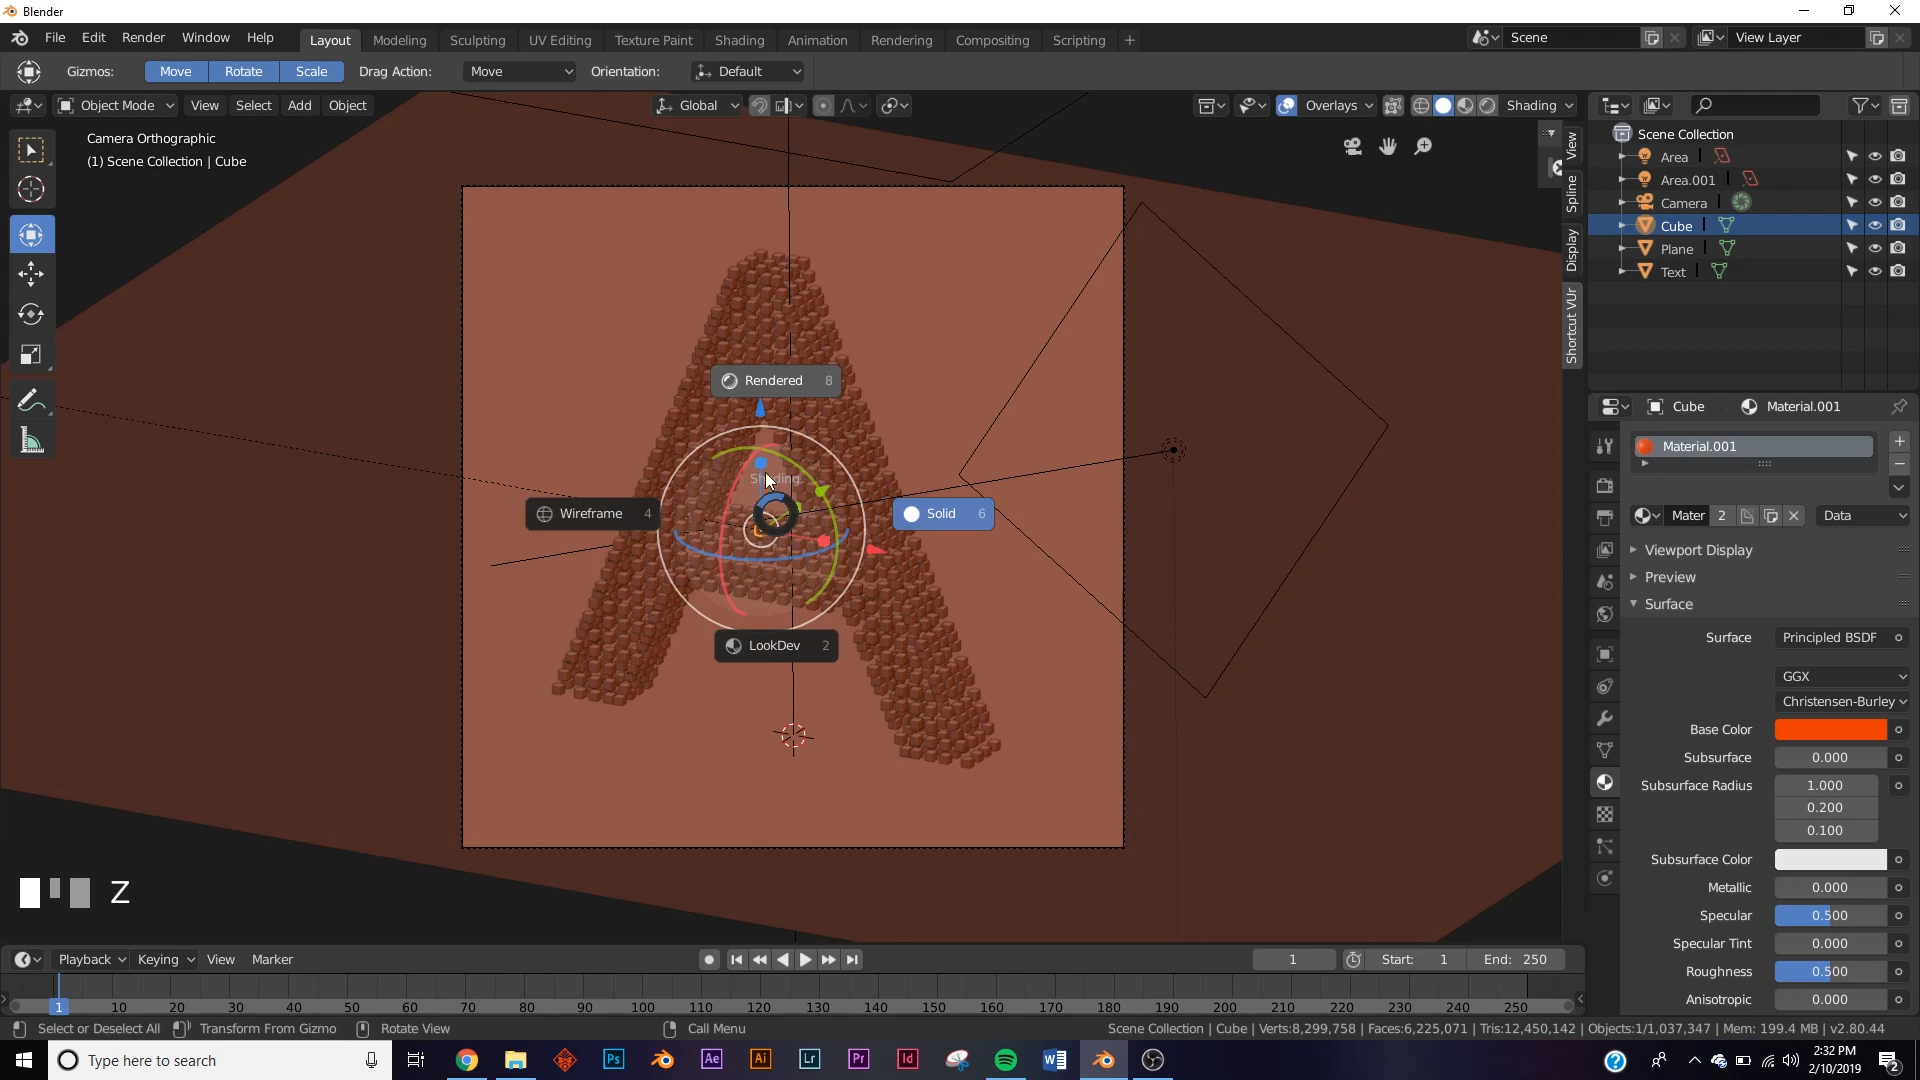 Blender
File Edit Render Window Help
Layout Modeling Sculpting UV Editing Texture Paint Shading Animation Rendering Compositing Scripting +
Scene View Layer
Gizmos: Move Rotate Scale Drag Action: Move Orientation: Default
Object Mode View Select Add Object Global Overlays Shading
Camera Orthographic
(1) Scene Collection | Cube
View
Spline
Display
Shortcut VUr
Scene Collection
Area
Area.001
Camera
Cube
Plane
Text
Rendered 8
Shading
Wireframe 4
Solid 6
LookDev 2
Z
Cube Material.001
Material.001
Mater 2 Data
Viewport Display
Preview
Surface
Surface Principled BSDF
GGX
Christensen-Burley
Base Color
Subsurface 0.000
Subsurface Radius 1.000
0.200
0.100
Subsurface Color
Metallic 0.000
Specular 0.500
Specular Tint 0.000
Roughness 0.500
Anisotropic 0.000
Playback Keying View Marker 1 Start: 1 End: 250
1 10 20 30 40 50 60 70 80 90 100 110 120 130 140 150 160 170 180 190 200 210 220 230 240 250
Select or Deselect All Transform From Gizmo Rotate View Call Menu
Scene Collection | Cube | Verts:8,299,758 | Faces:6,225,071 | Tris:12,450,142 | Objects:1/1,037,347 | Mem: 199.4 MB | v2.80.44
Type here to search
Ps Ae Ai Lr Pr Id
2:32 PM
2/10/2019
2